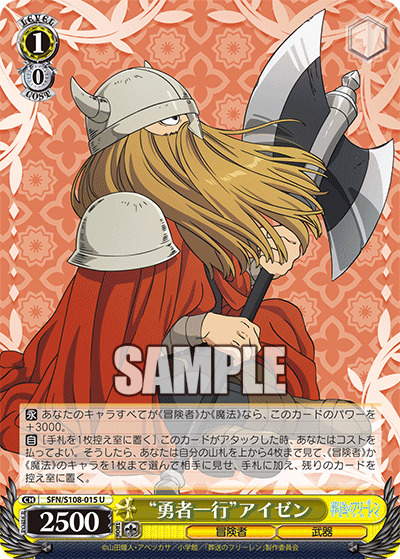 LEVEL
1
0
COST
SAMPLE
永 あなたのキャラすべてが《冒険者》か《魔法》なら、このカードのパワーを
+3000。
自 [手札を1枚控え室に置く] このカードがアタックした時、あなたはコストを
払ってよい。そうしたら、あなたは自分の山札を上から4枚まで見て、《冒険者》か
《魔法》のキャラを1枚まで選んで相手に見せ、手札に加え、残りのカードを
控え室に置く。
CH SFN/S108-015 U
2500
“勇者一行”アイゼン
葬送のフリーレン
冒険者
武器
©山田鐘人・アベツカサ/小学館/「葬送のフリーレン」製作委員会